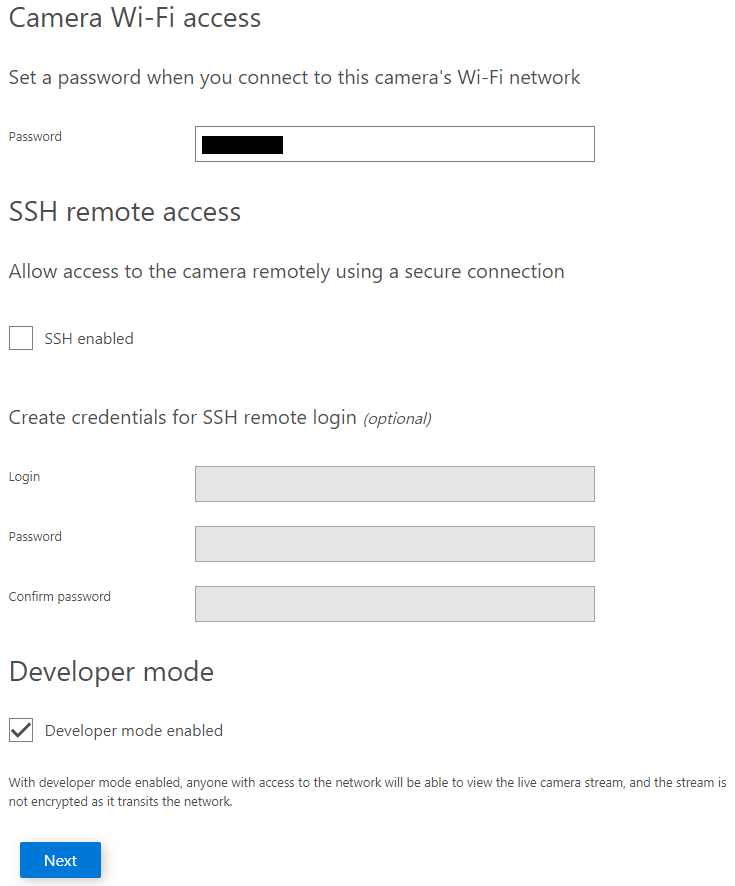 Camera Wi-Fi access
Set a password when you connect to this camera's Wi-Fi network
Password
SSH remote access
Allow access to the camera remotely using a secure connection
SSH enabled
Create credentials for SSH remote login (optional)
Login
Password
Confirm password
Developer mode
Developer mode enabled
With developer mode enabled, anyone with access to the network will be able to view the live camera stream, and the stream is
not encrypted as it transits the network.
Next